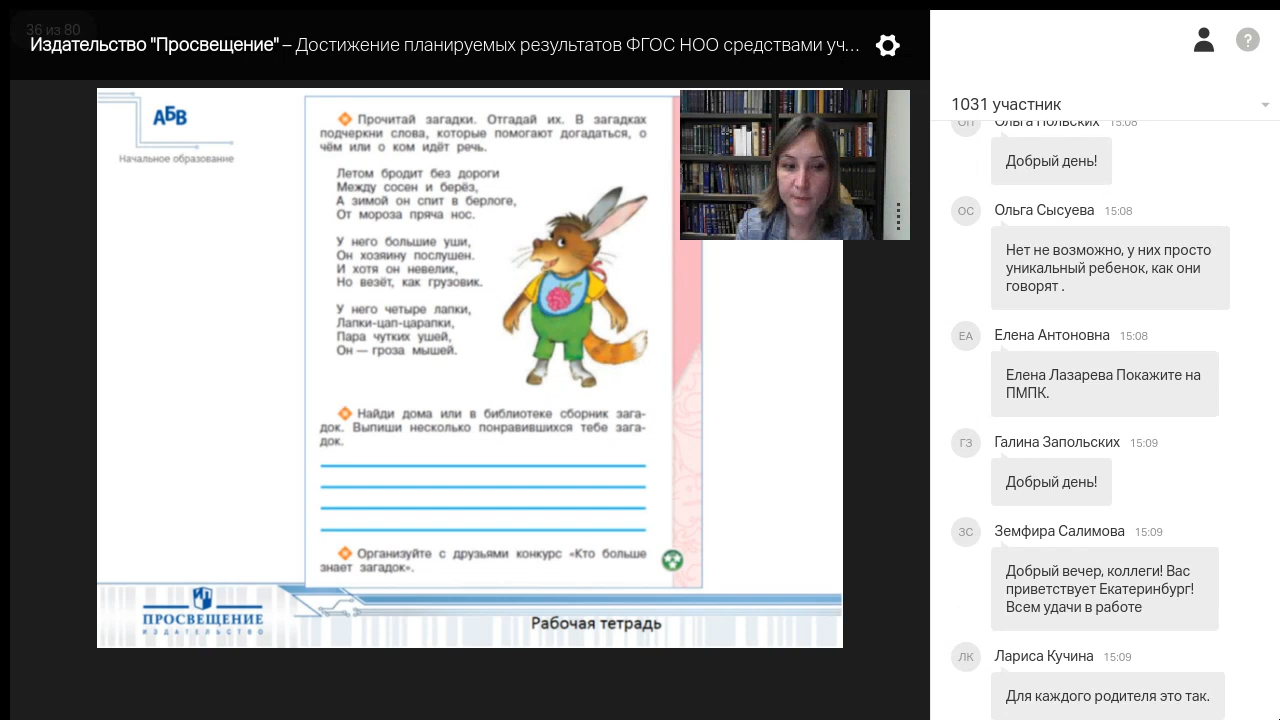 36 из 80
Издательство "Просвещение" – Достижение планируемых результатов ФГОС НОО средствами уч...
АБВ
Начальное образование
Прочитай загадки. Отгадай их. В загадках
подчеркни слова, которые помогают догадаться, о
чём или о ком идёт речь.
Летом бродит без дороги
Между сосен и берёз,
А зимой он спит в берлоге,
От мороза пряча нос.
У него большие уши,
Он хозяину послушен.
И хотя он невелик,
Но везёт, как грузовик.
У него четыре лапки,
Лапки-цап-царапки,
Пара чутких ушей,
Он — гроза мышей.
Найди дома или в библиотеке сборник зага-
док. Выпиши несколько понравившихся тебе зага-
док.
Организуйте с друзьями конкурс «Кто больше
знает загадок».
ПРОСВЕЩЕНИЕ
ИЗДАТЕЛЬСТВО
Рабочая тетрадь
1031 участник
ОП Ольга Польских 15:08
Добрый день!
ОС Ольга Сысуева 15:08
Нет не возможно, у них просто
уникальный ребенок, как они
говорят .
ЕА Елена Антоновна 15:08
Елена Лазарева Покажите на
ПМПК.
ГЗ Галина Запольских 15:09
Добрый день!
ЗС Земфира Салимова 15:09
Добрый вечер, коллеги! Вас
приветствует Екатеринбург!
Всем удачи в работе
ЛК Лариса Кучина 15:09
Для каждого родителя это так.